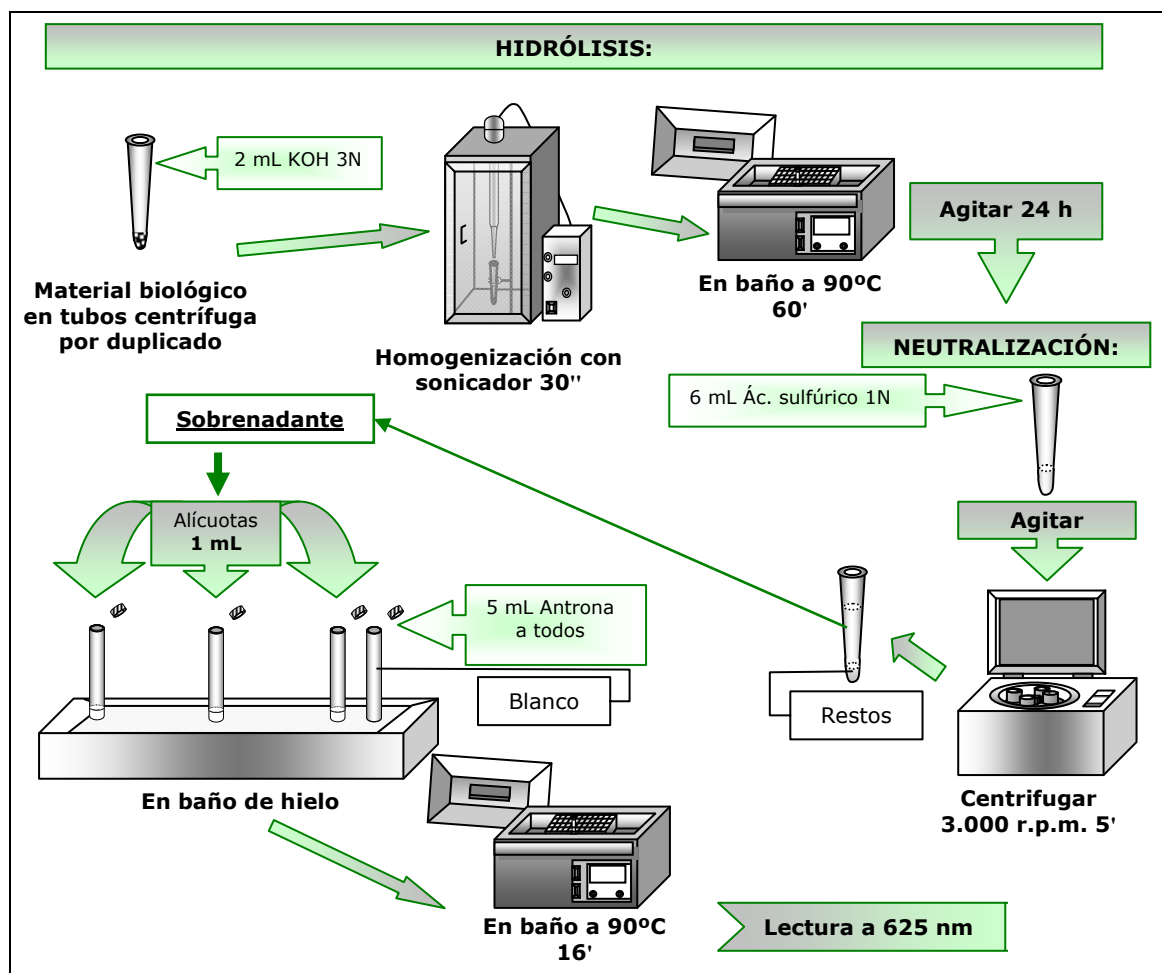 HIDRÓLISIS:
2 mL KOH 3N
Material biológico
en tubos centrífuga
por duplicado
Homogenización con
sonicador 30''
En baño a 90ºC
60'
Agitar 24 h
NEUTRALIZACIÓN:
6 mL Ác. sulfúrico 1N
Agitar
Centrifugar
3.000 r.p.m. 5'
Restos
Sobrenadante
Alícuotas
1 mL
5 mL Antrona
a todos
Blanco
En baño de hielo
En baño a 90ºC
16'
Lectura a 625 nm